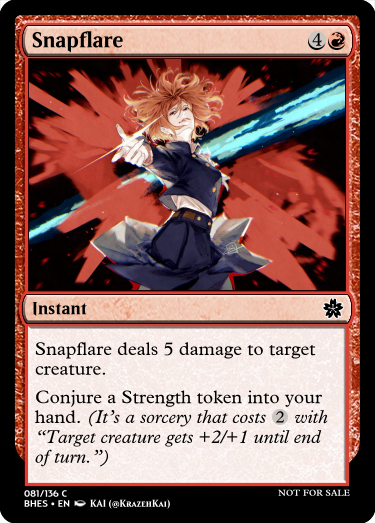 Snapflare 4
Instant
Snapflare deals 5 damage to target
creature.
Conjure a Strength token into your
hand. (It's a sorcery that costs 2 with
“Target creature gets +2/+1 until end
of turn.”)
081/136 C NOT FOR SALE
BHES • EN KAI (@KrazehKai)